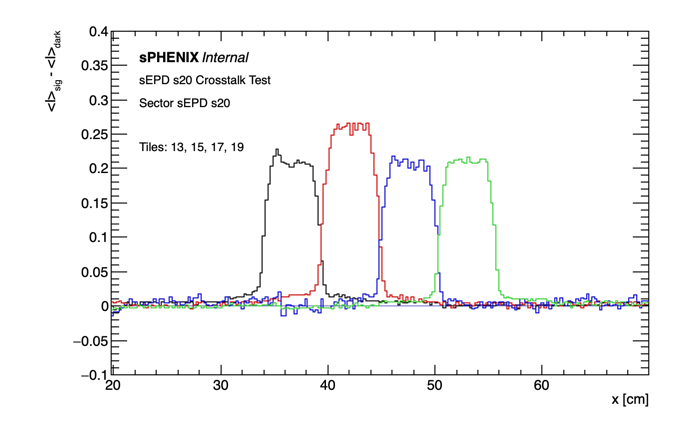 <I>sig - <I>dark
0.4
0.35
0.3
0.25
0.2
0.15
0.1
0.05
0
−0.05
−0.1
sPHENIX Internal
sEPD s20 Crosstalk Test
Sector sEPD s20
Tiles: 13, 15, 17, 19
20 30 40 50 60
x [cm]